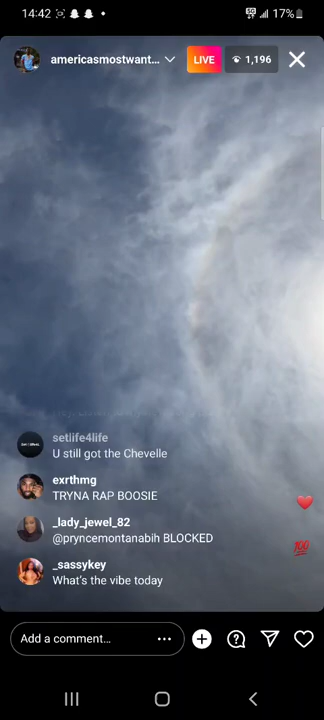 14:42
5G
17%
americasmostwant...
LIVE
1,196
setlife4life
U still got the Chevelle
exrthmg
TRYNA RAP BOOSIE
_lady_jewel_82
@pryncemontanabih BLOCKED
_sassykey
What's the vibe today
💯
Add a comment...